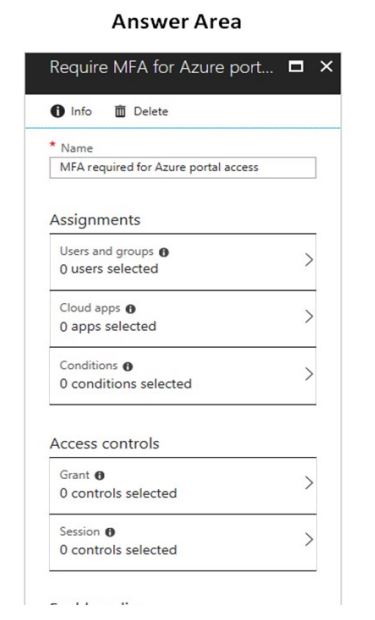 Answer Area
Require MFA for Azure port...
Info Delete
* Name
MFA required for Azure portal access
Assignments
Users and groups
0 users selected
Cloud apps
0 apps selected
Conditions
0 conditions selected
Access controls
Grant
0 controls selected
Session
0 controls selected